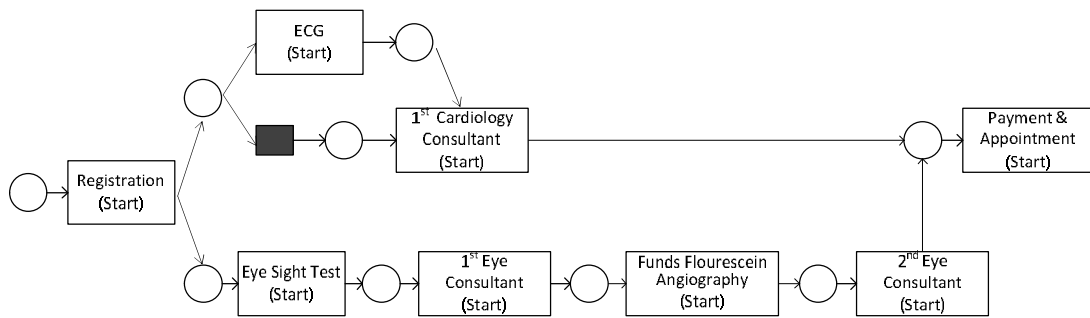 ECG
(Start)
1st Cardiology
Consultant
(Start)
Payment &
Appointment
(Start)
Registration
(Start)
Eye Sight Test
(Start)
1st Eye
Consultant
(Start)
Funds Flourescein
Angiography
(Start)
2nd Eye
Consultant
(Start)